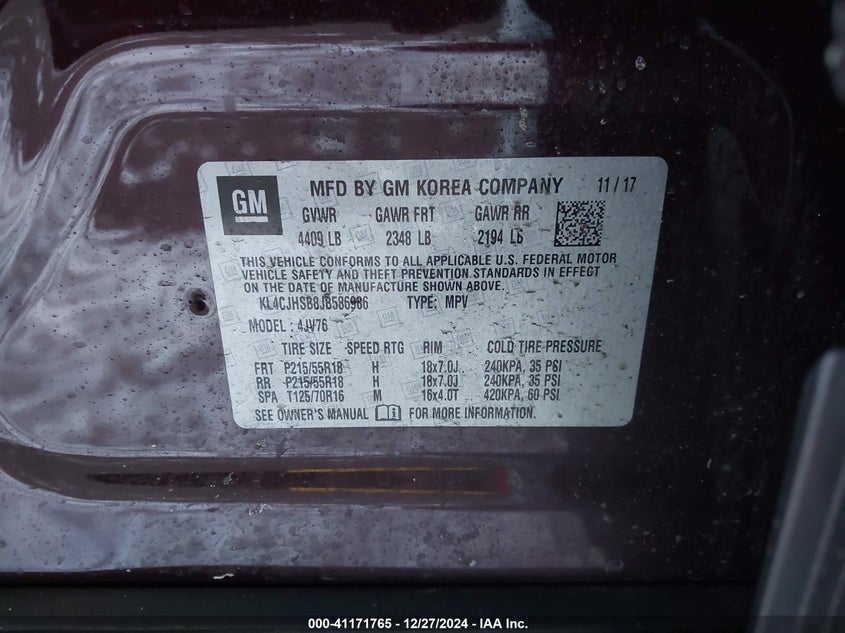 GM MFD BY GM KOREA COMPANY 11/17
GVWR GAWR FRT GAWR RR
4409 LB 2348 LB 2194 LB
THIS VEHICLE CONFORMS TO ALL APPLICABLE U.S. FEDERAL MOTOR
VEHICLE SAFETY AND THEFT PREVENTION STANDARDS IN EFFECT
ON THE DATE OF MANUFACTURE SHOWN ABOVE.
KL4CJHSB8JB586986 TYPE: MPV
MODEL : 4JV76
TIRE SIZE SPEED RTG RIM COLD TIRE PRESSURE
FRT P215/55R18 H 18x7.0J 240KPA, 35 PSI
RR P215/55R18 H 18x7.0J 240KPA, 35 PSI
SPA T125/70R16 M 16x4.0T 420KPA, 60 PSI
SEE OWNER'S MANUAL FOR MORE INFORMATION.
000-41171765 - 12/27/2024 - IAA Inc.